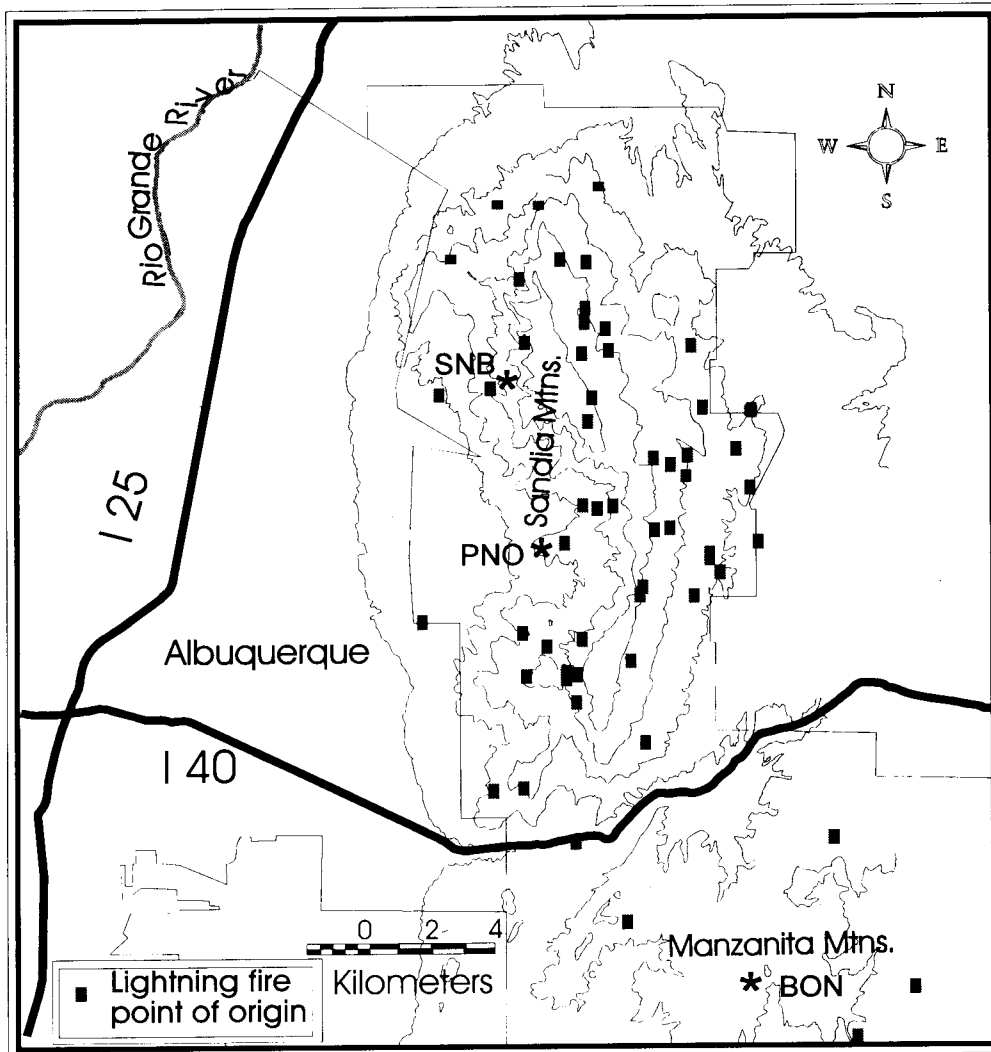 Rio Grande River
N
W E
S
SNB
Sandia Mtns.
I 25
PNO
Albuquerque
I 40
0 2 4
Kilometers
Manzanita Mtns.
BON
Lightning fire
point of origin